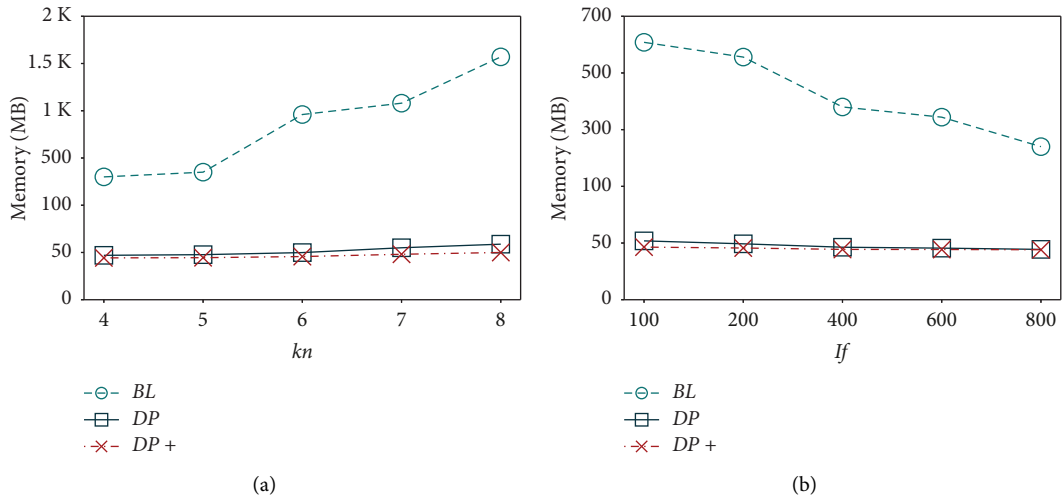 2 K
1.5 K
1 K
500
100
50
0
Memory (MB)
4 5 6 7 8
kn
BL
DP
DP +
(a)
700
500
300
100
50
0
Memory (MB)
100 200 400 600 800
If
BL
DP
DP +
(b)